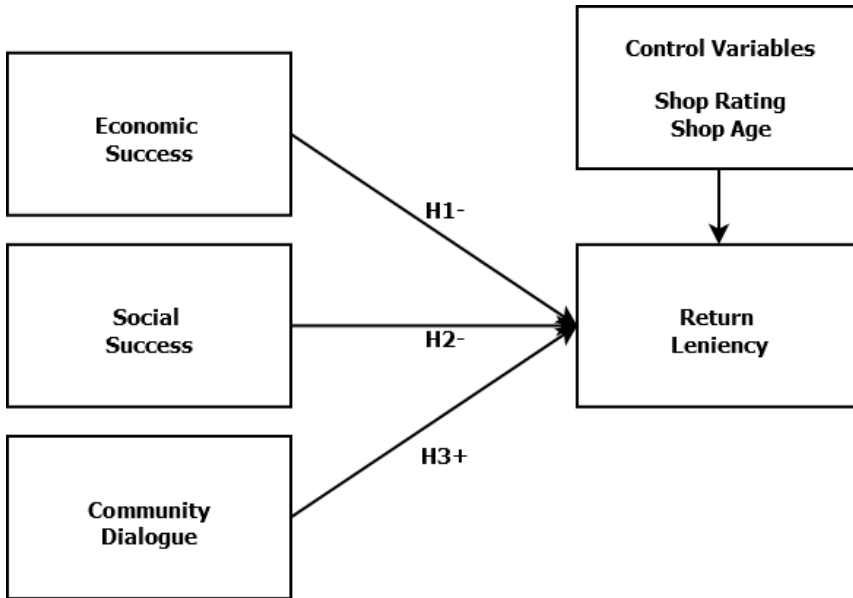 Control Variables
Shop Rating
Shop Age
Economic
Success
H1-
Social
Success
H2-
Return
Leniency
Community
Dialogue
H3+